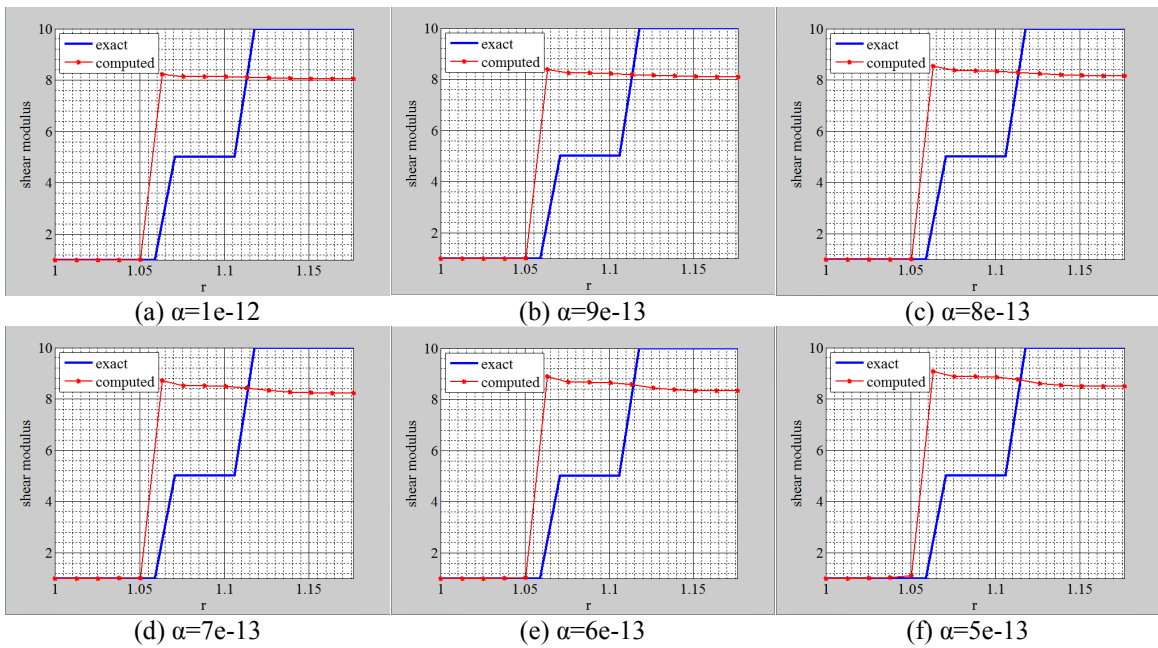 10
8
6
4
2
exact
computed
shear modulus
1
1.05
1.1
1.15
r
(a) α=1e-12
10
8
6
4
2
exact
computed
shear modulus
1
1.05
1.1
1.15
r
(b) α=9e-13
10
8
6
4
2
exact
computed
shear modulus
1
1.05
1.1
1.15
r
(c) α=8e-13
10
8
6
4
2
exact
computed
shear modulus
1
1.05
1.1
1.15
r
(d) α=7e-13
10
8
6
4
2
exact
computed
shear modulus
1
1.05
1.1
1.15
r
(e) α=6e-13
10
8
6
4
2
exact
computed
shear modulus
1
1.05
1.1
1.15
r
(f) α=5e-13